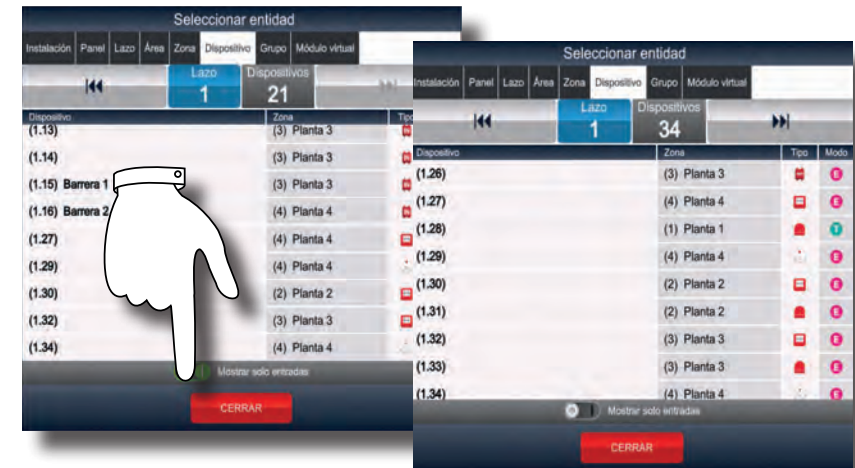 Seleccionar entidad
Instalación Panel Lazo Área Zona Dispositivo Grupo Módulo virtual
Lazo Dispositivos
1 21
Dispositivo Zona
(1.13) (3) Planta 3
(1.14) (3) Planta 3
(1.15) Barrera 1 (3) Planta 3
(1.16) Barrera 2 (4) Planta 4
(1.27) (4) Planta 4
(1.29) (4) Planta 4
(1.30) (2) Planta 2
(1.32) (3) Planta 3
(1.34) (4) Planta 4
Mostrar solo entradas
CERRAR
Seleccionar entidad
Instalación Panel Lazo Área Zona Dispositivo Grupo Módulo virtual
Lazo Dispositivos
1 34
Dispositivo Zona Tipo Modo
(1.26) (3) Planta 3 E
(1.27) (4) Planta 4 E
(1.28) (1) Planta 1 T
(1.29) (4) Planta 4 E
(1.30) (2) Planta 2 E
(1.31) (2) Planta 2 E
(1.32) (3) Planta 3 E
(1.33) (3) Planta 3 E
(1.34) (4) Planta 4 E
Mostrar solo entradas
CERRAR